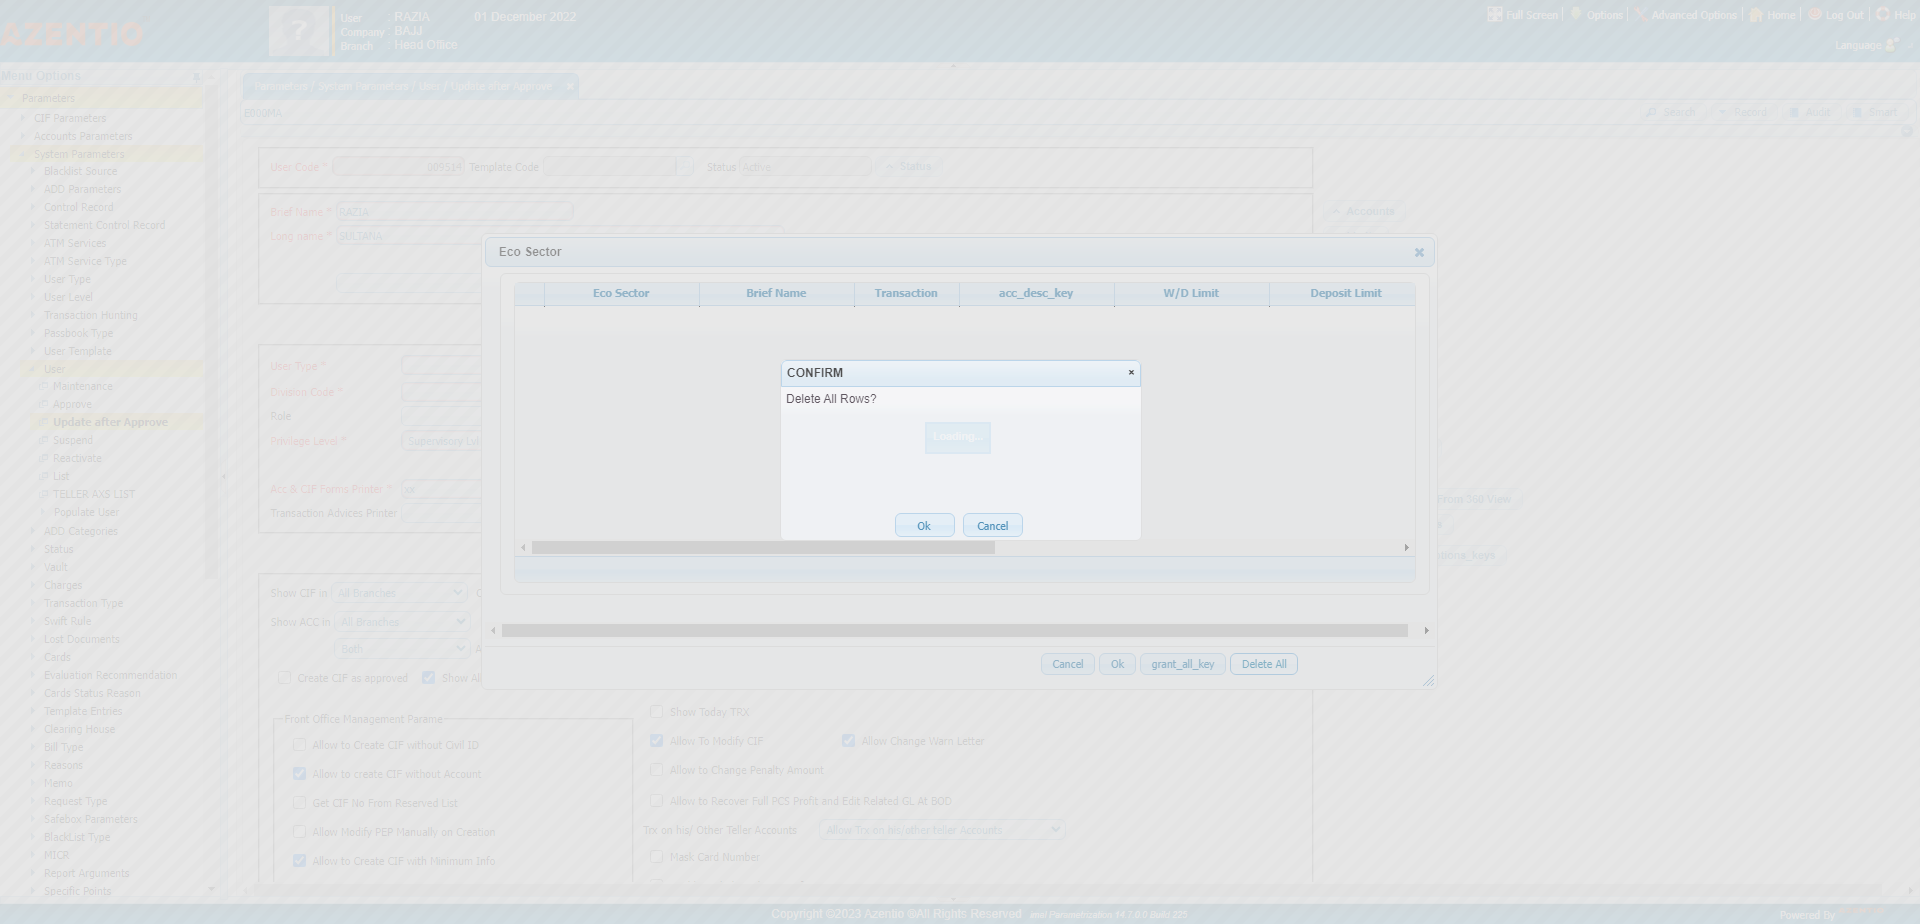 AZENTIO
?
User : RAZIA 01 December 2022
Company : BAJJ
Branch : Head Office
Full Screen | Options | Advanced Options | Home | Log Out | Help
Language
Menu Options
Parameters
CIF Parameters
Accounts Parameters
System Parameters
Blacklist Source
ADD Parameters
Control Record
Statement Control Record
ATM Services
ATM Service Type
User Type
User Level
Transaction Hunting
Passbook Type
User Template
User
Maintenance
Approve
Update after Approve
Suspend
Reactivate
List
TELLER AXS LIST
Populate User
ADD Categories
Status
Vault
Charges
Transaction Type
Swift Rule
Lost Documents
Cards
Evaluation Recommendation
Cards Status Reason
Template Entries
Clearing House
Bill Type
Reasons
Memo
Request Type
Safebox Parameters
BlackList Type
MICR
Report Arguments
Specific Points
Parameters / System Parameters / User / Update after Approve
E000MA
Search Record Audit Smart
User Code * 009514 Template Code Status Active Status
Brief Name * RAZIA
Long name * SULTANA
Accounts
User Type *
Division Code *
Role
Privilege Level * Supervisory Lvl
Acc & CIF Forms Printer * xx
Transaction Advices Printer
From 360 View
Show CIF in All Branches
Show ACC in All Branches
Both
Create CIF as approved Show All
Front Office Management Parame
Allow to Create CIF without Civil ID
Allow to create CIF without Account
Get CIF No From Reserved List
Allow Modify PEP Manually on Creation
Allow to Create CIF with Minimum Info
Show Today TRX
Allow To Modify CIF Allow Change Warn Letter
Allow to Change Penalty Amount
Allow to Recover Full PCS Profit and Edit Related GL At BOD
Trx on his/ Other Teller Accounts Allow Trx on his/other teller Accounts
Mask Card Number
Eco Sector
Eco Sector Brief Name Transaction acc_desc_key W/D Limit Deposit Limit
CONFIRM
Delete All Rows?
Loading...
Ok Cancel
Cancel Ok grant_all_key Delete All
Copyright ©2023 Azentio @All Rights Reserved
Powered By